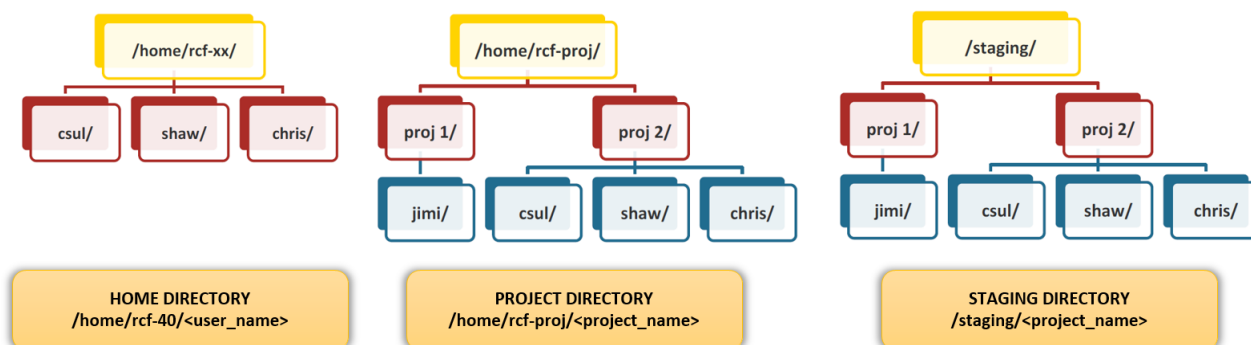 /home/rcf-xx/
csul/
shaw/
chris/
/home/rcf-proj/
proj 1/
proj 2/
jimi/
csul/
shaw/
chris/
/staging/
proj 1/
proj 2/
jimi/
csul/
shaw/
chris/
HOME DIRECTORY
/home/rcf-40/<user_name>
PROJECT DIRECTORY
/home/rcf-proj/<project_name>
STAGING DIRECTORY
/staging/<project_name>